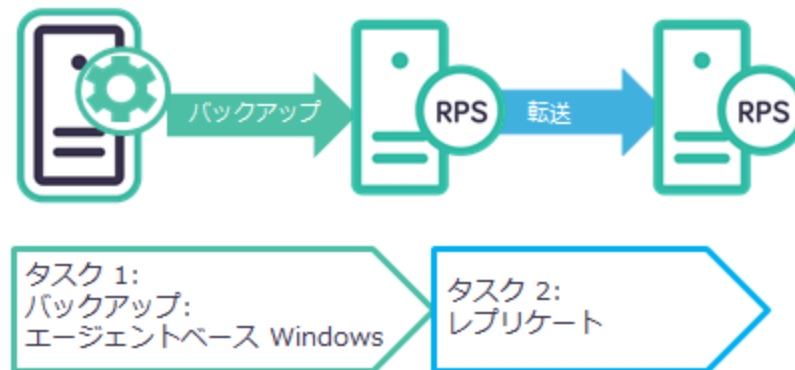 バックアップ
RPS
転送
RPS
タスク 1:
バックアップ:
エージェントベース Windows
タスク 2:
レプリケート